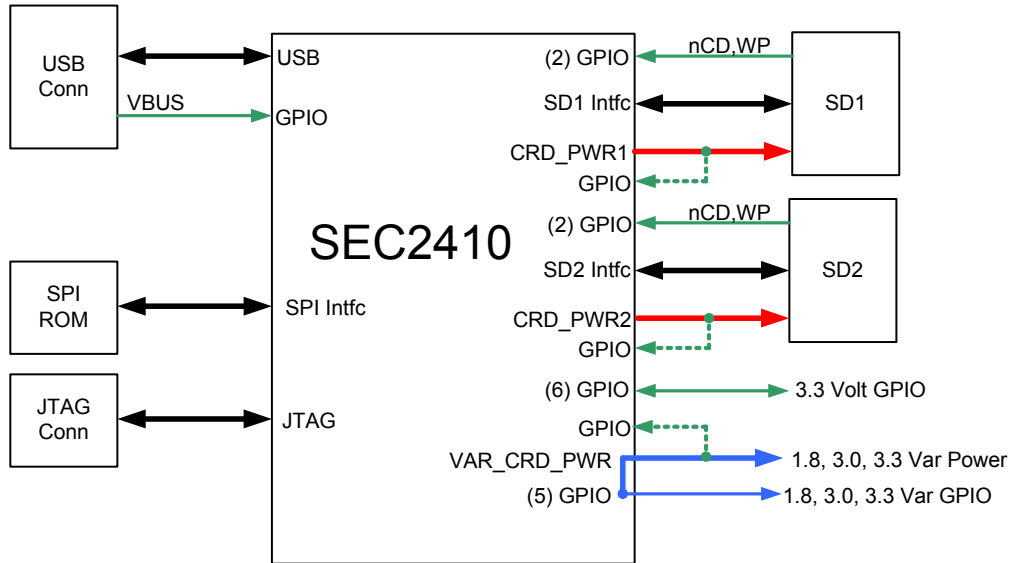 USB
Conn
VBUS
SPI
ROM
JTAG
Conn
USB
GPIO
SPI Intfc
JTAG
SEC2410
(2) GPIO
SD1 Intfc
CRD_PWR1
GPIO
(2) GPIO
SD2 Intfc
CRD_PWR2
GPIO
(6) GPIO
GPIO
VAR_CRD_PWR
(5) GPIO
nCD,WP
SD1
nCD,WP
SD2
3.3 Volt GPIO
1.8, 3.0, 3.3 Var Power
1.8, 3.0, 3.3 Var GPIO